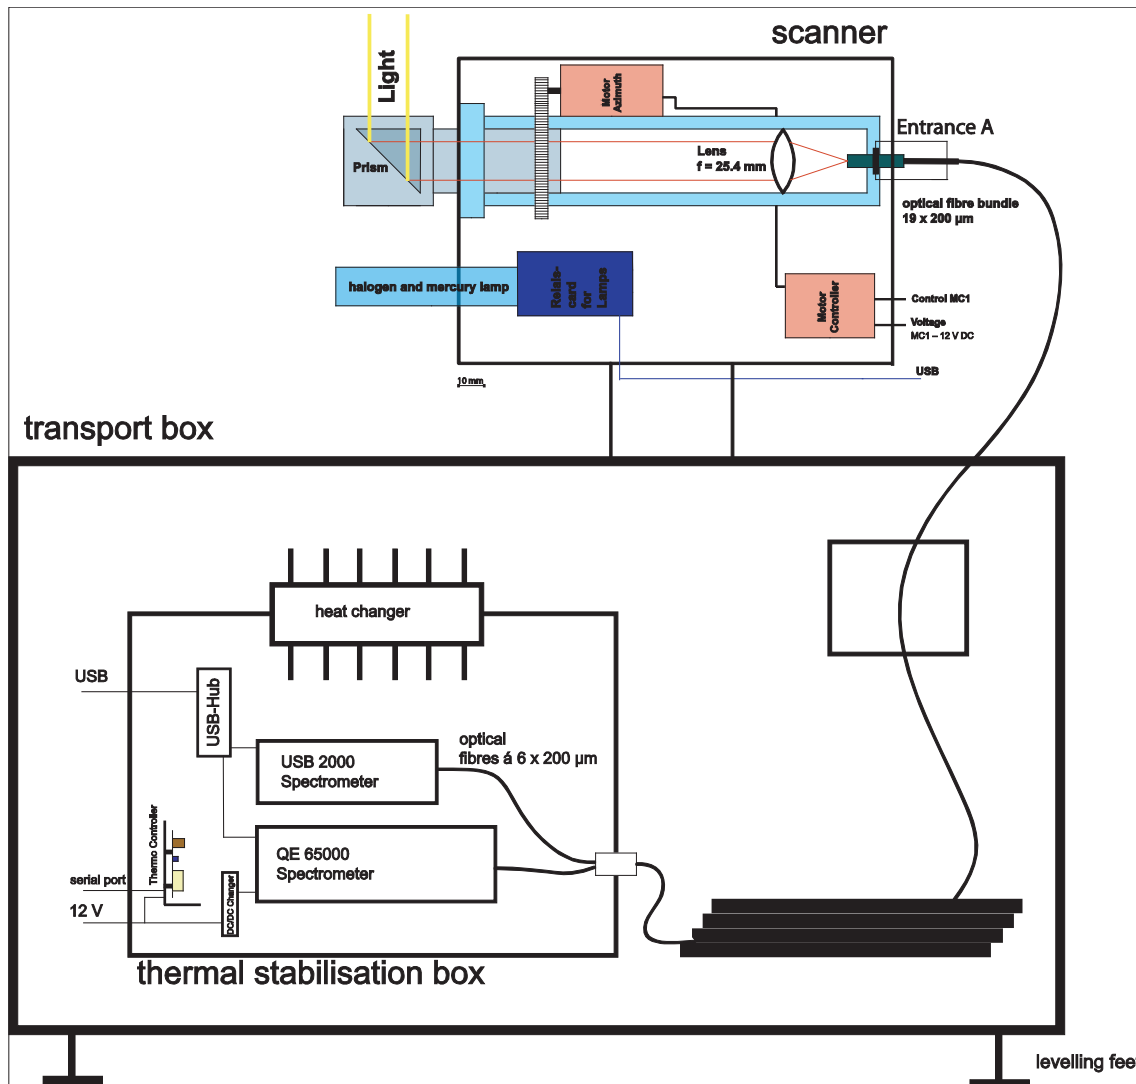 scanner
Light
Motor
Azimuth
Entrance A
Prism
Lens
f = 25.4 mm
optical fibre bundle
19 x 200 µm
halogen and mercury lamp
Relais-
card
for
Lamps
Motor
Controller
Control MC1
Voltage
MC1 – 12 V DC
USB
10 mm
transport box
heat changer
USB
USB-Hub
optical
fibres á 6 x 200 µm
USB 2000
Spectrometer
Thermo Controller
QE 65000
Spectrometer
serial port
12 V
DC/DC Changer
thermal stabilisation box
levelling feet